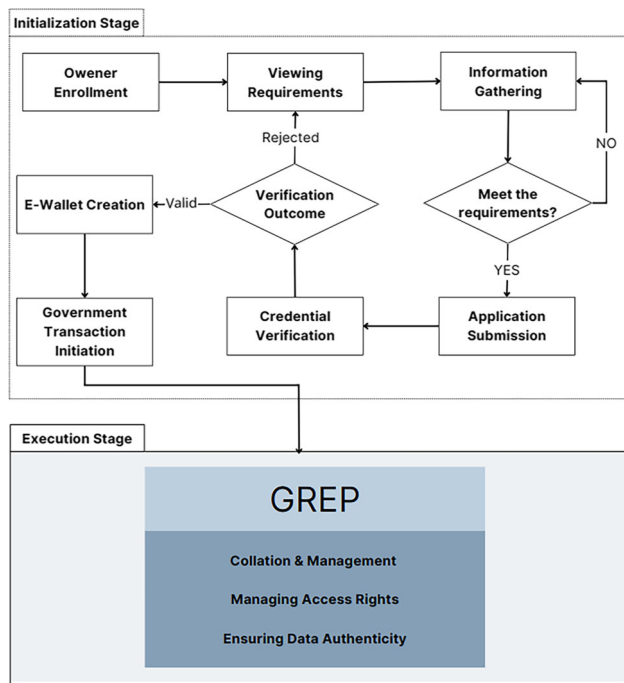 Initialization Stage
Owener
Enrollment
Viewing
Requirements
Information
Gathering
Rejected
NO
E-Wallet Creation
Valid
Verification
Outcome
Meet the
requirements?
YES
Government
Transaction
Initiation
Credential
Verification
Application
Submission
Execution Stage
GREP
Collation & Management
Managing Access Rights
Ensuring Data Authenticity